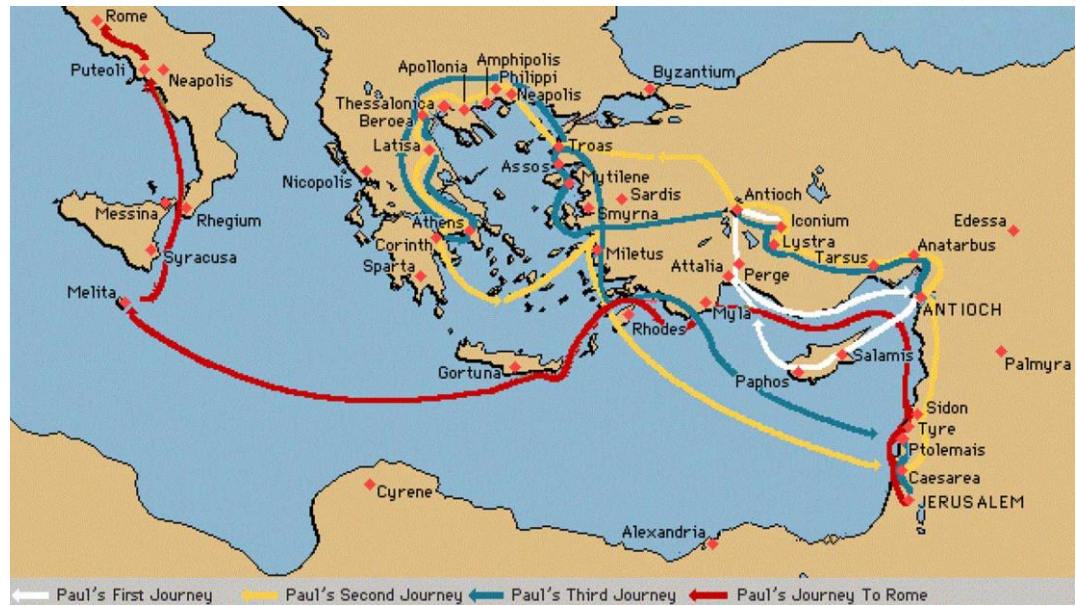 Rome
Puteoli
Neapolis
Messina
Rhegium
Syracusa
Melita
Amphipolis
Apollonia
Philippi
Neapolis
Thessalonica
Beroea
Latisa
Nicopolis
Athens
Corinth
Sparta
Gortuna
Cyrene
Byzantium
Troas
Assos
Mytilene
Sardis
Smyrna
Miletus
Rhodes
Antioch
Iconium
Lystra
Tarsus
Anatarbus
Edessa
Attalia
Perge
Myla
ANTIOCH
Salamis
Paphos
Palmyra
Sidon
Tyre
Ptolemais
Caesarea
JERUSALEM
Alexandria
Paul's First Journey
Paul's Second Journey
Paul's Third Journey
Paul's Journey To Rome